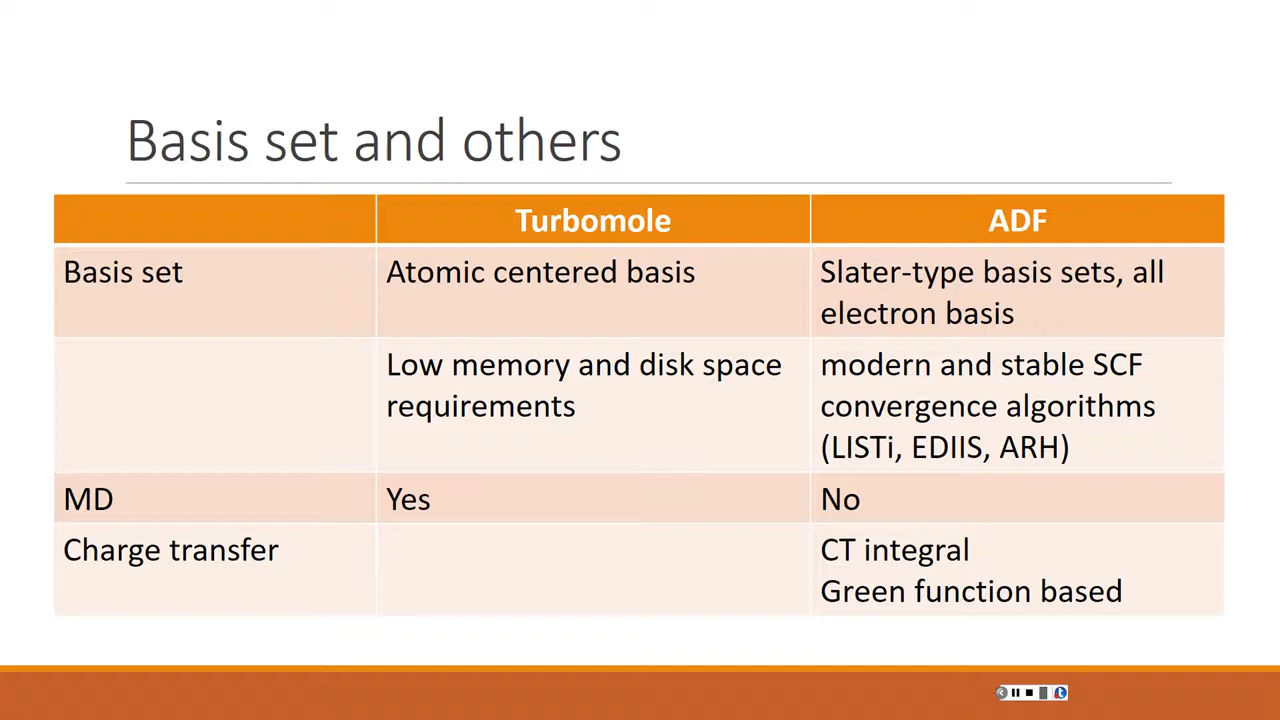 Basis set and others
Turbomole ADF
Basis set Atomic centered basis Slater-type basis sets, all
electron basis
Low memory and disk space modern and stable SCF
requirements convergence algorithms
(LISTi, EDIIS, ARH)
MD Yes No
Charge transfer CT integral
Green function based